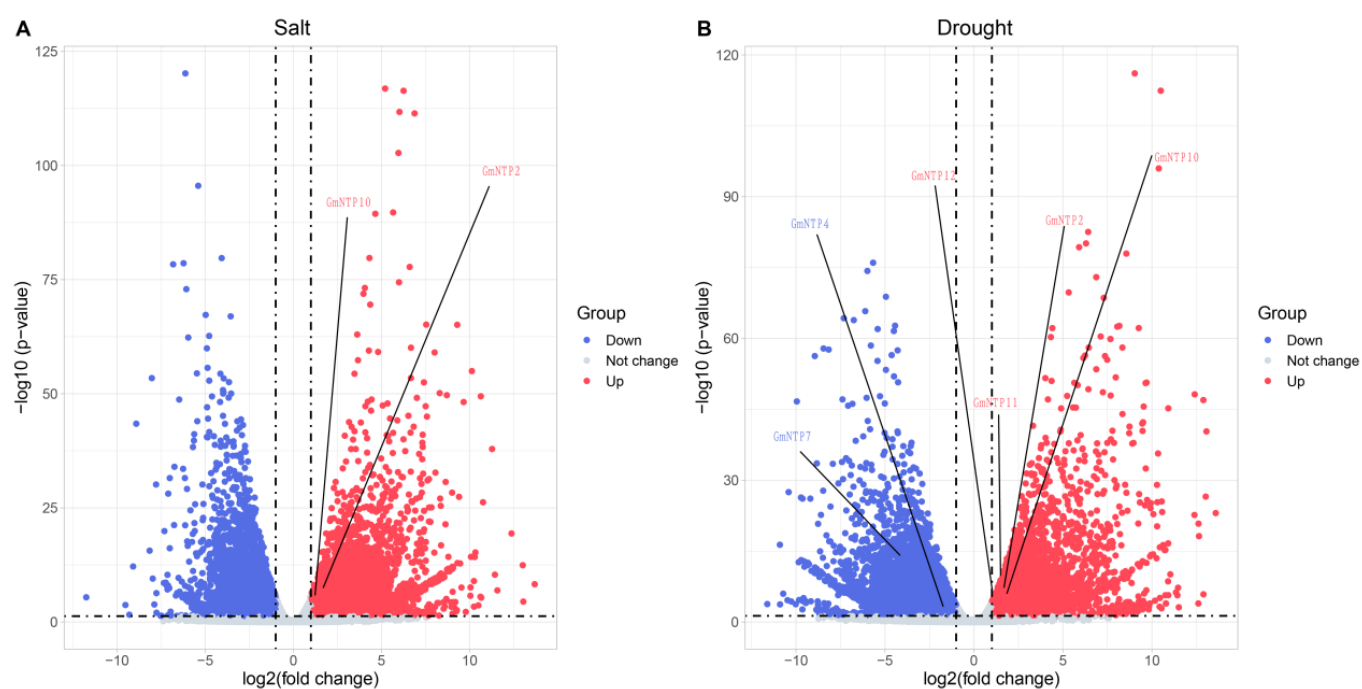 A
Salt
−log10 (p−value)
125
100
75
50
25
0
GmNTP10
GmNTP2
−10
−5
0
5
10
log2(fold change)
Group
Down
Not change
Up
B
Drought
−log10 (p−value)
120
90
60
30
0
GmNTP10
GmNTP12
GmNTP2
GmNTP4
GmNTP11
GmNTP7
−10
−5
0
5
10
log2(fold change)
Group
Down
Not change
Up